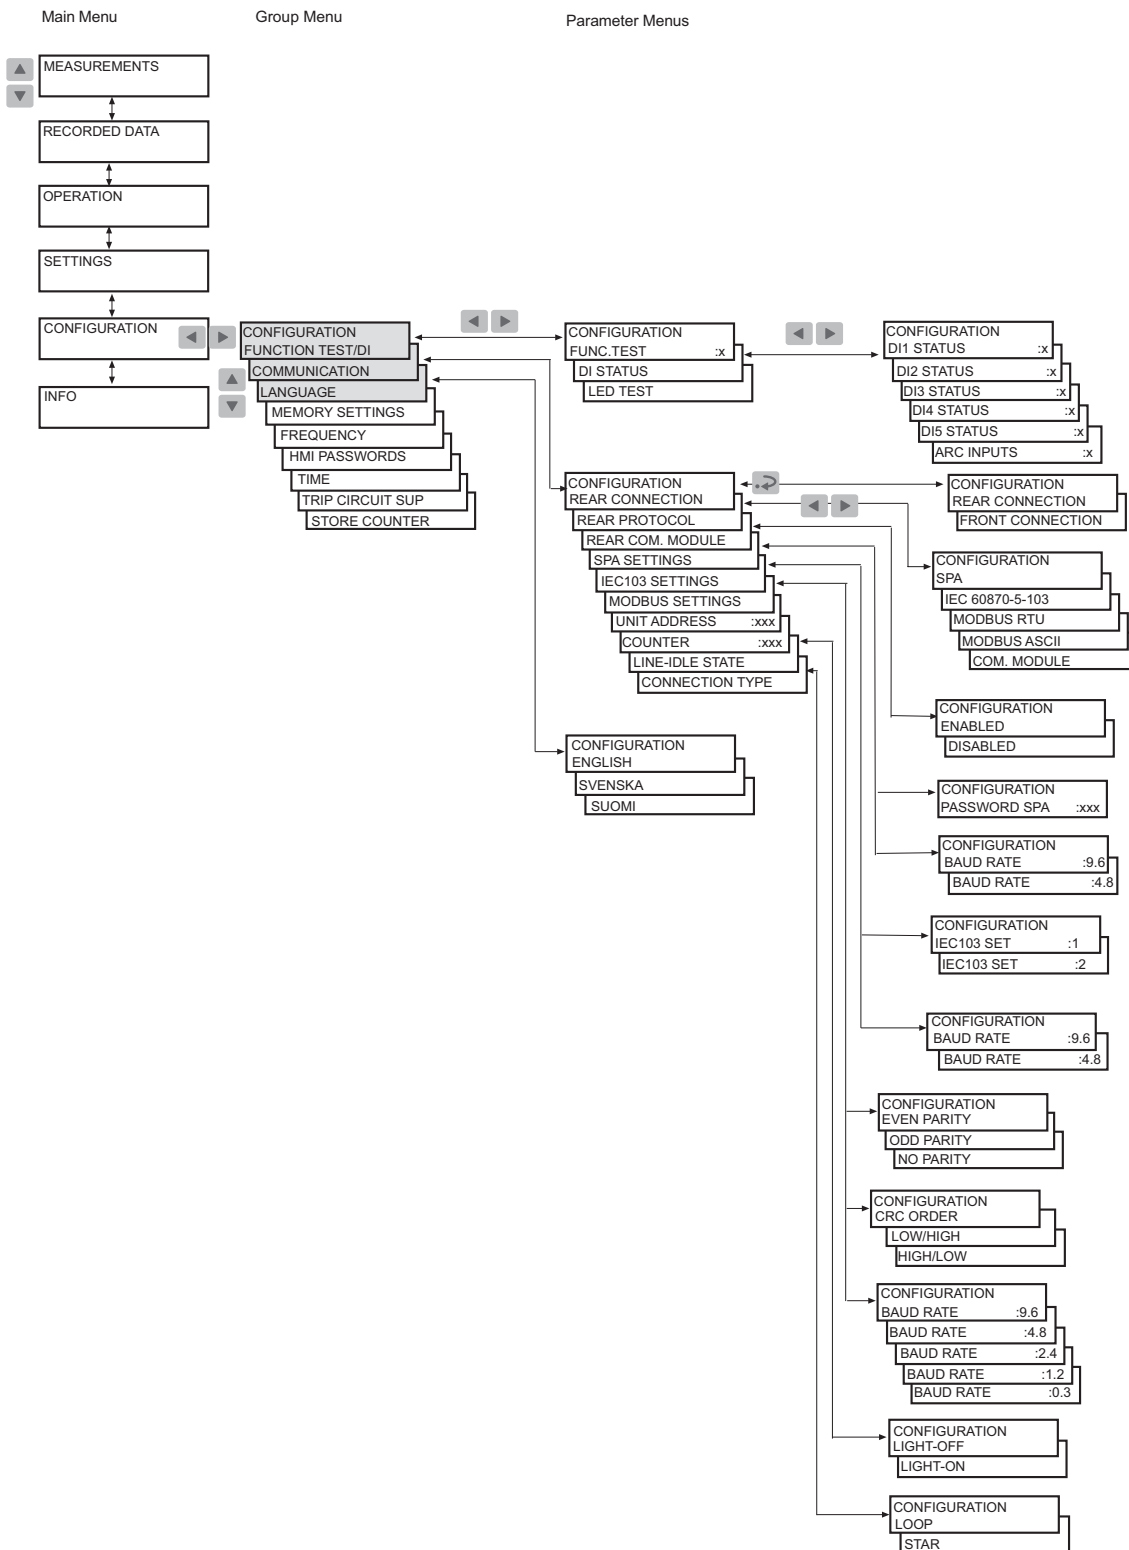 Main Menu
Group Menu
Parameter Menus
MEASUREMENTS
RECORDED DATA
OPERATION
SETTINGS
CONFIGURATION
INFO
CONFIGURATION
FUNCTION TEST/DI
COMMUNICATION
LANGUAGE
MEMORY SETTINGS
FREQUENCY
HMI PASSWORDS
TIME
TRIP CIRCUIT SUP
STORE COUNTER
CONFIGURATION
FUNC.TEST :x
DI STATUS
LED TEST
CONFIGURATION
DI1 STATUS :x
DI2 STATUS :x
DI3 STATUS :x
DI4 STATUS :x
DI5 STATUS :x
ARC INPUTS :x
CONFIGURATION
REAR CONNECTION
REAR PROTOCOL
REAR COM. MODULE
SPA SETTINGS
IEC103 SETTINGS
MODBUS SETTINGS
UNIT ADDRESS :xxx
COUNTER :xxx
LINE-IDLE STATE
CONNECTION TYPE
CONFIGURATION
REAR CONNECTION
FRONT CONNECTION
CONFIGURATION
SPA
IEC 60870-5-103
MODBUS RTU
MODBUS ASCII
COM. MODULE
CONFIGURATION
ENABLED
DISABLED
CONFIGURATION
ENGLISH
SVENSKA
SUOMI
CONFIGURATION
PASSWORD SPA :xxx
CONFIGURATION
BAUD RATE :9.6
BAUD RATE :4.8
CONFIGURATION
IEC103 SET :1
IEC103 SET :2
CONFIGURATION
BAUD RATE :9.6
BAUD RATE :4.8
CONFIGURATION
EVEN PARITY
ODD PARITY
NO PARITY
CONFIGURATION
CRC ORDER
LOW/HIGH
HIGH/LOW
CONFIGURATION
BAUD RATE :9.6
BAUD RATE :4.8
BAUD RATE :2.4
BAUD RATE :1.2
BAUD RATE :0.3
CONFIGURATION
LIGHT-OFF
LIGHT-ON
CONFIGURATION
LOOP
STAR